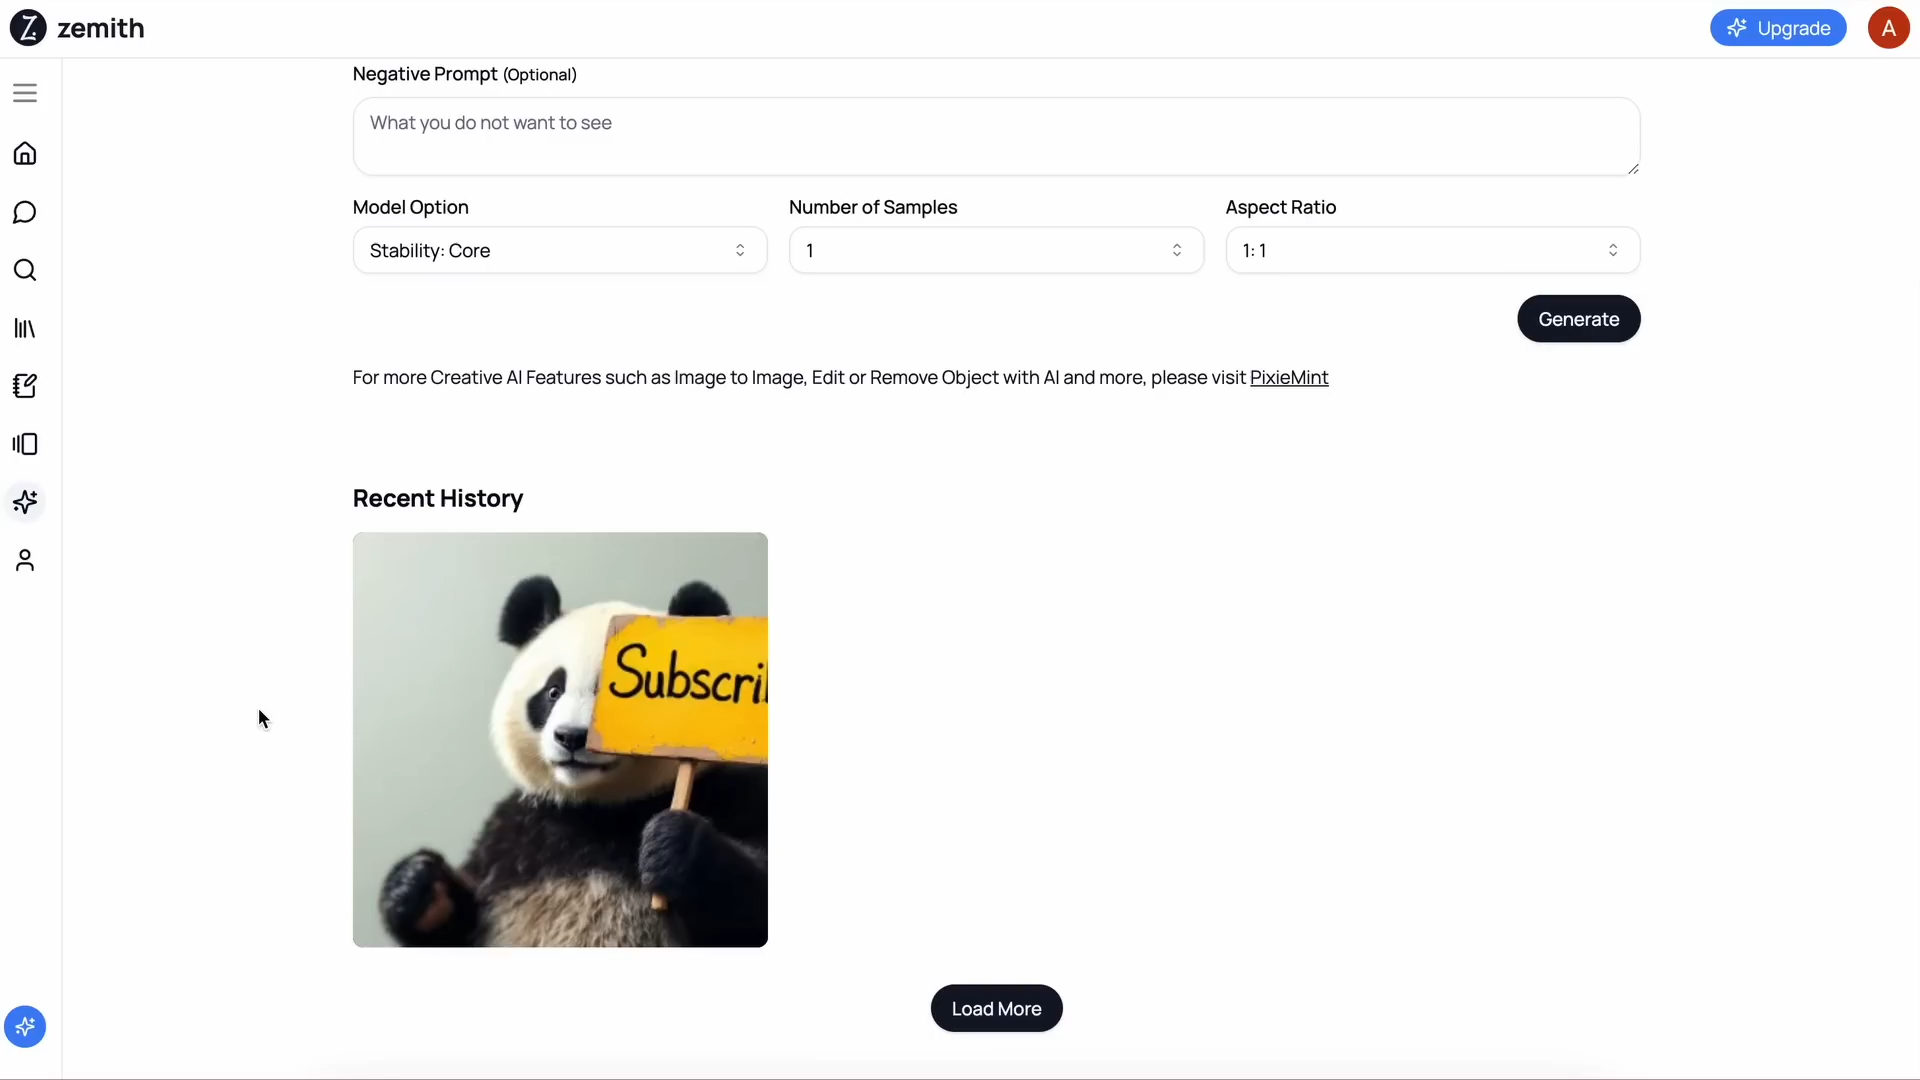 zemith
Upgrade
A
Negative Prompt (Optional)
What you do not want to see
Model Option
Number of Samples
Aspect Ratio
Stability: Core
1
1:1
Generate
For more Creative AI Features such as Image to Image, Edit or Remove Object with AI and more, please visit PixieMint
Recent History
Subscri
Load More